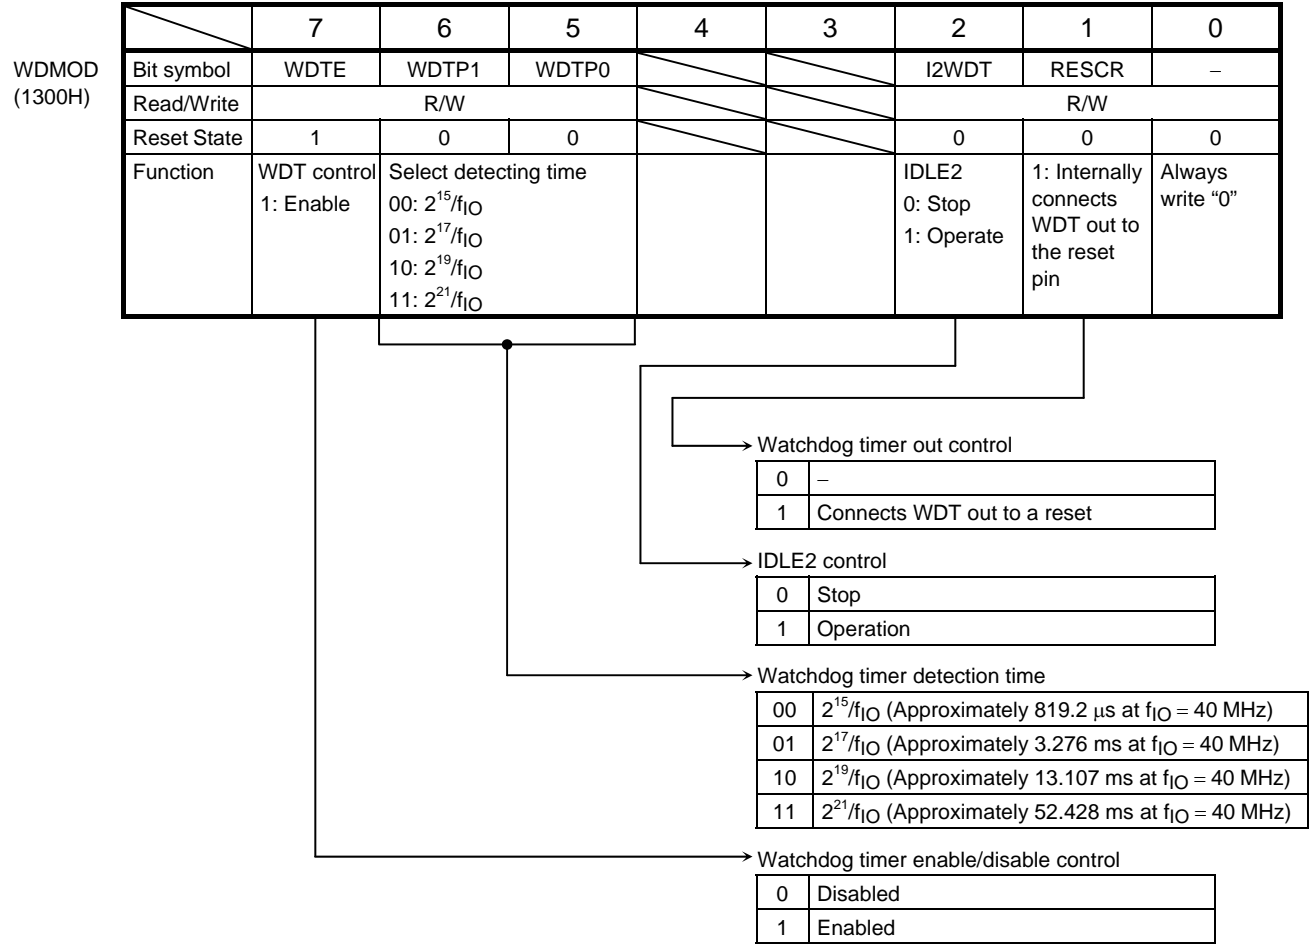 7 6 5 4 3 2 1 0
WDMOD
(1300H)
Bit symbol WDTE WDTP1 WDTP0 I2WDT RESCR –
Read/Write R/W R/W
Reset State 1 0 0 0 0 0
Function
WDT control
1: Enable
Select detecting time
00: 2^15/fIO
01: 2^17/fIO
10: 2^19/fIO
11: 2^21/fIO
IDLE2
0: Stop
1: Operate
1: Internally
connects
WDT out to
the reset
pin
Always
write “0”
Watchdog timer out control
0 –
1 Connects WDT out to a reset
IDLE2 control
0 Stop
1 Operation
Watchdog timer detection time
00 2^15/fIO (Approximately 819.2 μs at fIO = 40 MHz)
01 2^17/fIO (Approximately 3.276 ms at fIO = 40 MHz)
10 2^19/fIO (Approximately 13.107 ms at fIO = 40 MHz)
11 2^21/fIO (Approximately 52.428 ms at fIO = 40 MHz)
Watchdog timer enable/disable control
0 Disabled
1 Enabled